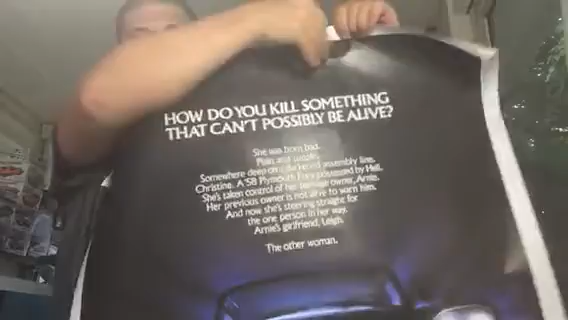 HOW DO YOU KILL SOMETHING
THAT CAN'T POSSIBLY BE ALIVE?
She was born bad.
Plain and simple.
Somewhere deep on a darkened assembly line.
Christine. A '58 Plymouth Fury possessed by Hell.
She's taken control of her teenage owner, Arnie.
Her previous owner is not alive to warn him.
And now she's steering straight for
the one person in her way.
Arnie's girlfriend, Leigh.
The other woman.